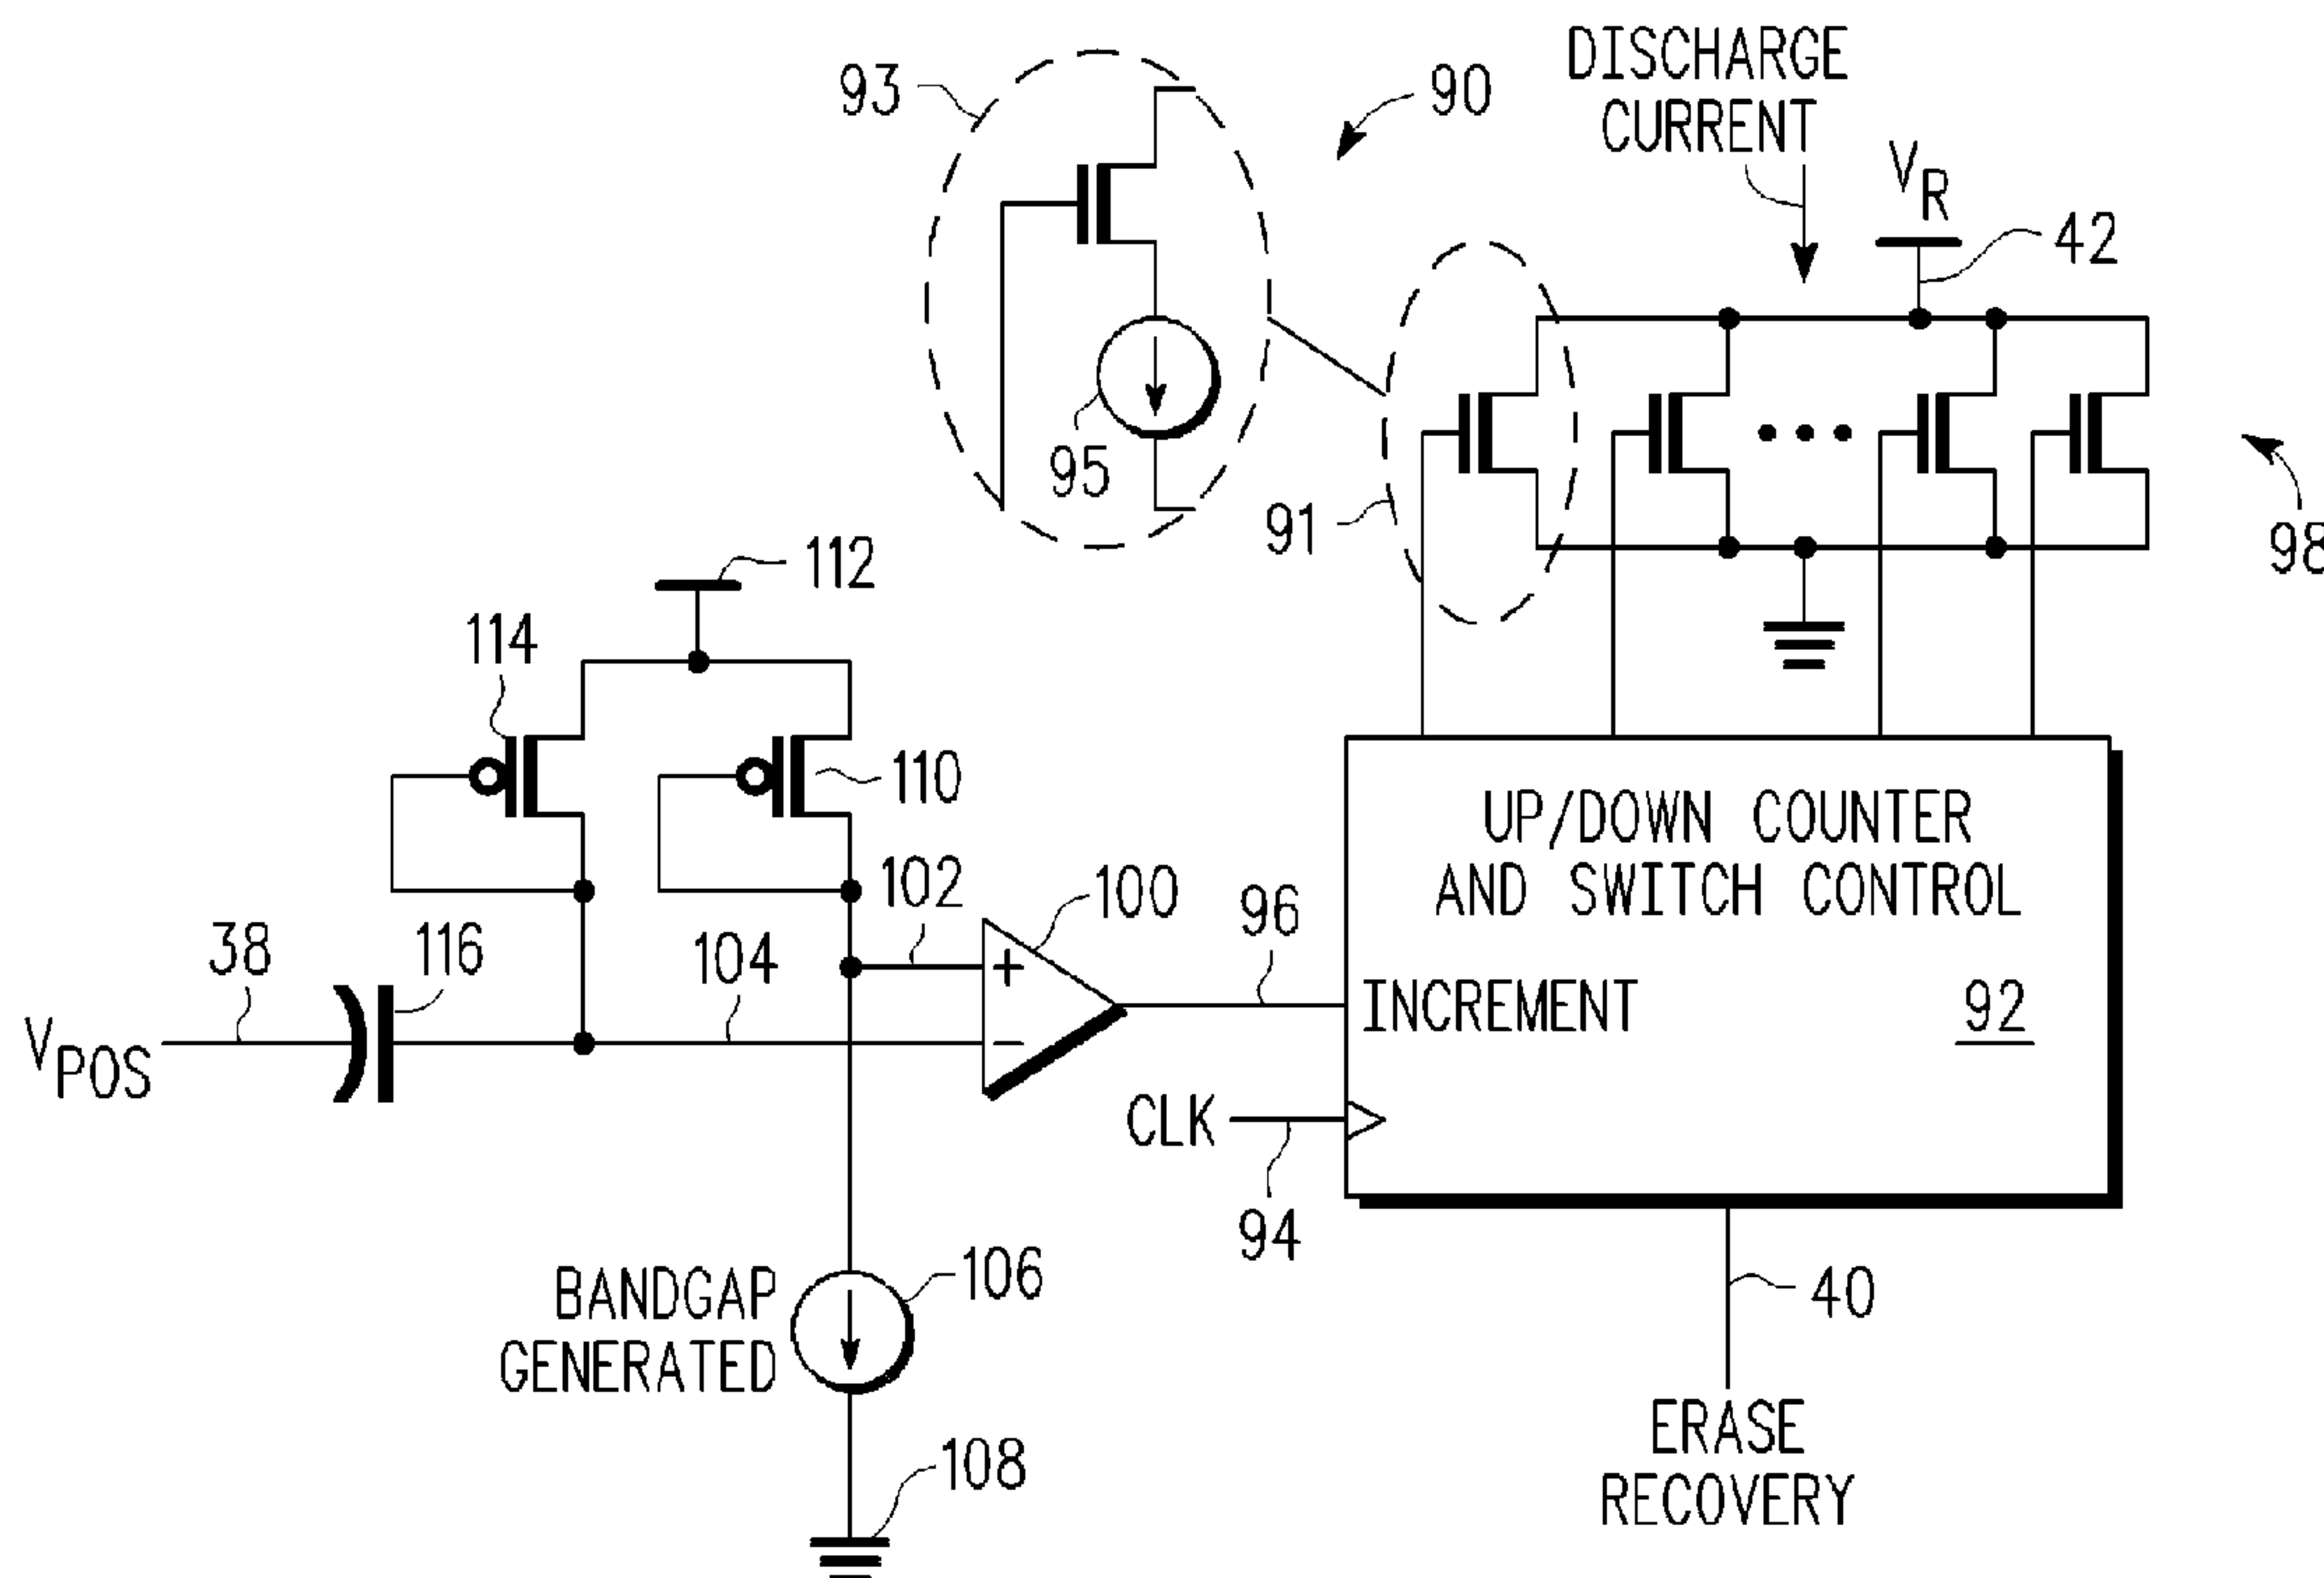 93
90
DISCHARGE
CURRENT
VR
42
95
91
98
112
114
110
102
100
96
38
116
104
VPOS
+
−
UP/DOWN COUNTER
AND SWITCH CONTROL
INCREMENT
92
CLK
94
BANDGAP
GENERATED
106
108
40
ERASE
RECOVERY